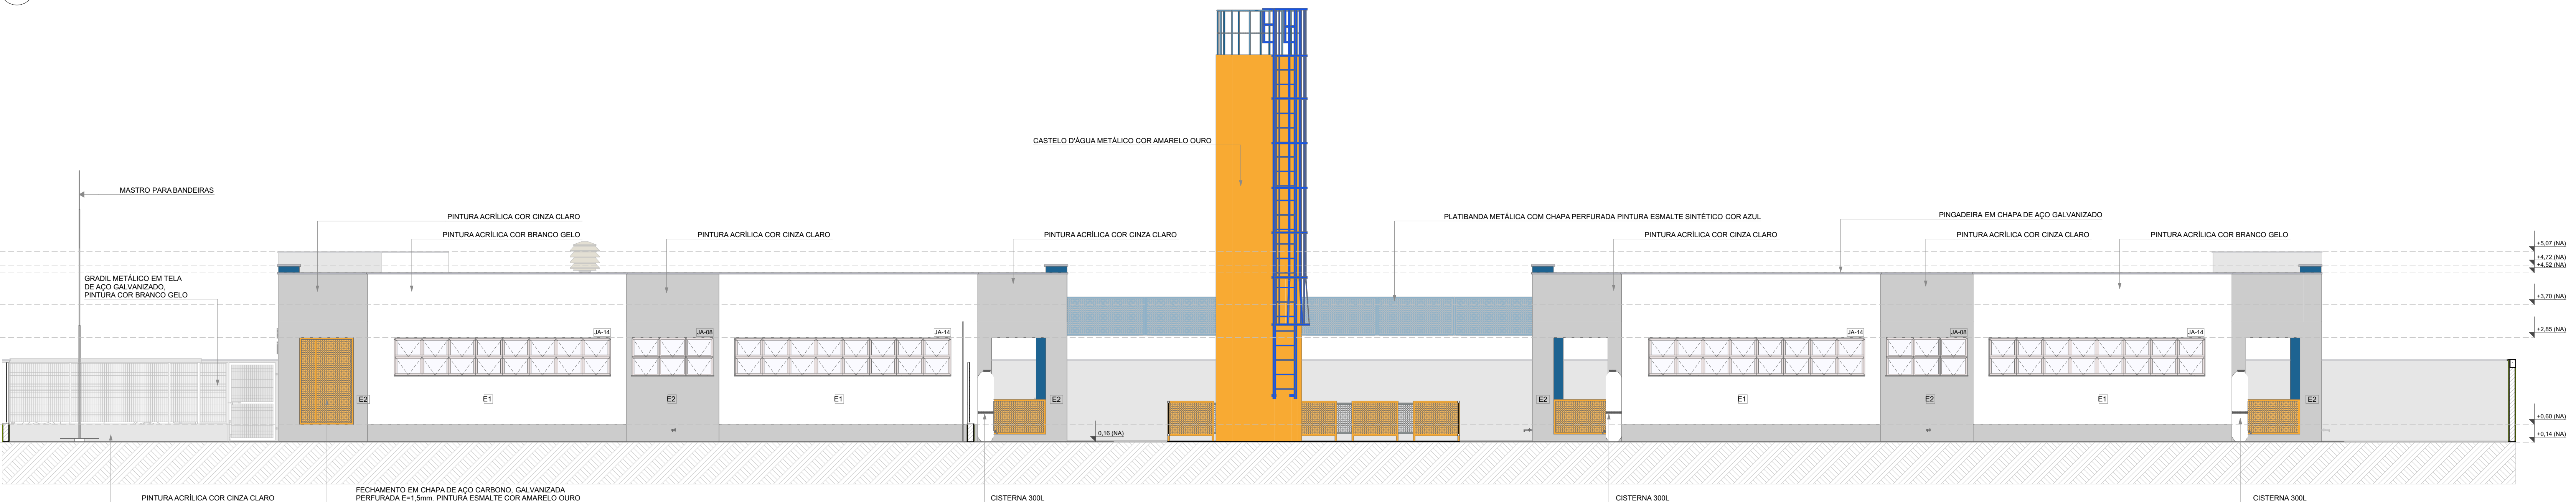 CASTELO D'ÁGUA METÁLICO COR AMARELO OURO
MASTRO PARA BANDEIRAS
PINTURA ACRÍLICA COR CINZA CLARO
PLATIBANDA METÁLICA COM CHAPA PERFURADA PINTURA ESMALTE SINTÉTICO COR AZUL
PINGADEIRA EM CHAPA DE AÇO GALVANIZADO
PINTURA ACRÍLICA COR BRANCO GELO
PINTURA ACRÍLICA COR CINZA CLARO
PINTURA ACRÍLICA COR CINZA CLARO
PINTURA ACRÍLICA COR CINZA CLARO
PINTURA ACRÍLICA COR CINZA CLARO
PINTURA ACRÍLICA COR BRANCO GELO
+5,07 (NA)
+4,72 (NA)
+4,52 (NA)
GRADIL METÁLICO EM TELA
DE AÇO GALVANIZADO,
PINTURA COR BRANCO GELO
+3,70 (NA)
JA-14
JA-08
JA-14
JA-14
JA-08
JA-14
+2,85 (NA)
E2
E1
E2
E1
E2
E2
E1
E2
E1
E2
+0,60 (NA)
0,16 (NA)
+0,14 (NA)
PINTURA ACRÍLICA COR CINZA CLARO
FECHAMENTO EM CHAPA DE AÇO CARBONO, GALVANIZADA
PERFURADA E=1,5mm. PINTURA ESMALTE COR AMARELO OURO
CISTERNA 300L
CISTERNA 300L
CISTERNA 300L